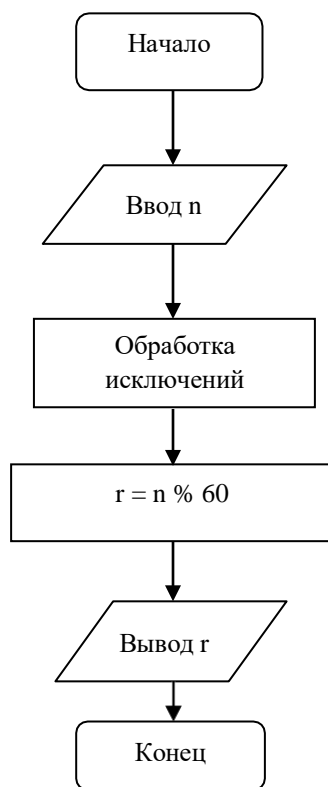 Начало
Ввод n
Обработка
исключений
r = n % 60
Вывод r
Конец